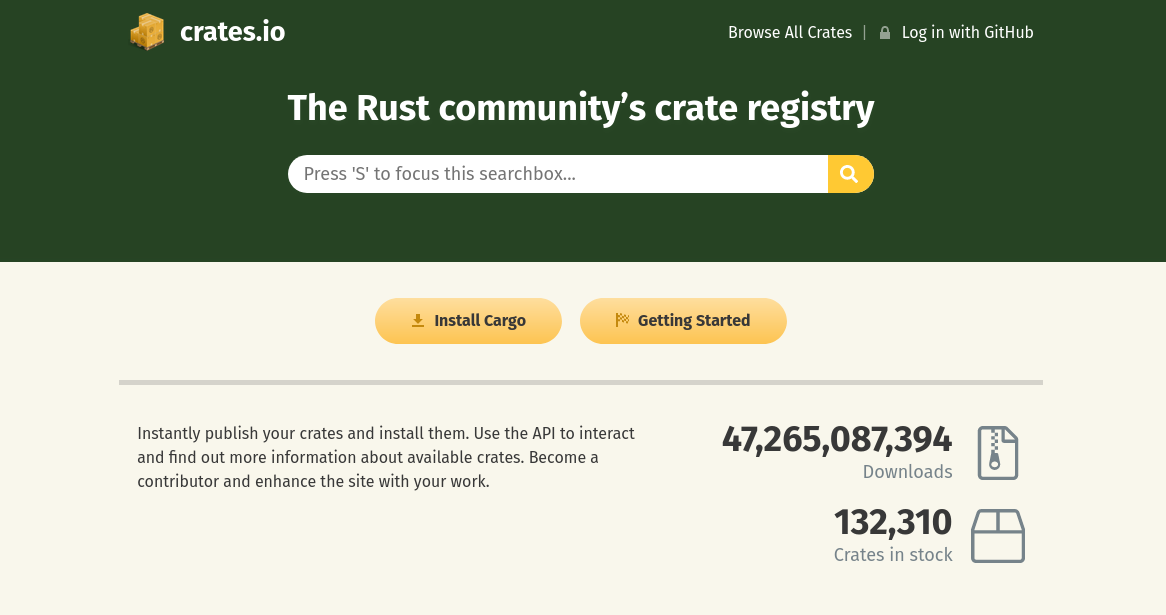 crates.io
Browse All Crates | Log in with GitHub
The Rust community’s crate registry
Press 'S' to focus this searchbox...
Install Cargo
Getting Started
Instantly publish your crates and install them. Use the API to interact
and find out more information about available crates. Become a
contributor and enhance the site with your work.
47,265,087,394
Downloads
132,310
Crates in stock